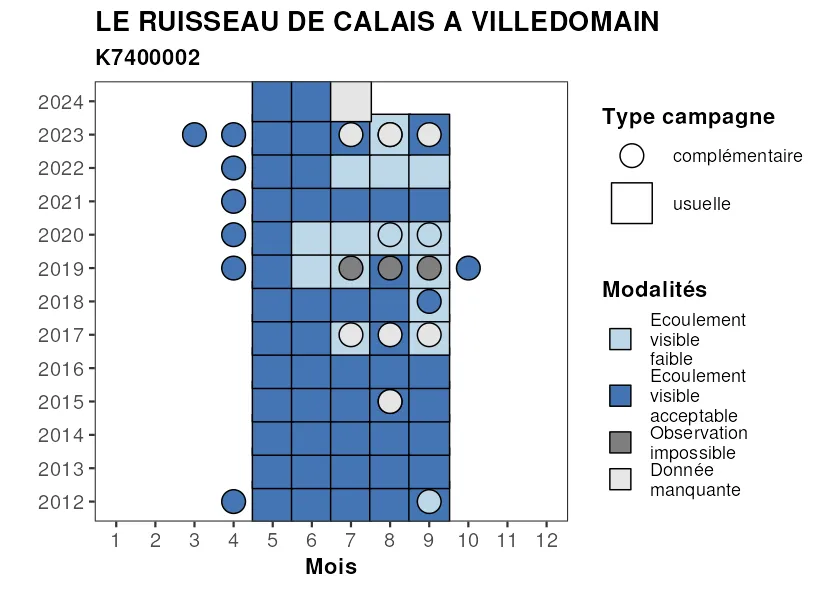 LE RUISSEAU DE CALAIS A VILLEDOMAIN
K7400002
2024
2023
2022
2021
2020
2019
2018
2017
2016
2015
2014
2013
2012
1 2 3 4 5 6 7 8 9 10 11 12
Mois
Type campagne
complémentaire
usuelle
Modalités
Ecoulement
visible
faible
Ecoulement
visible
acceptable
Observation
impossible
Donnée
manquante